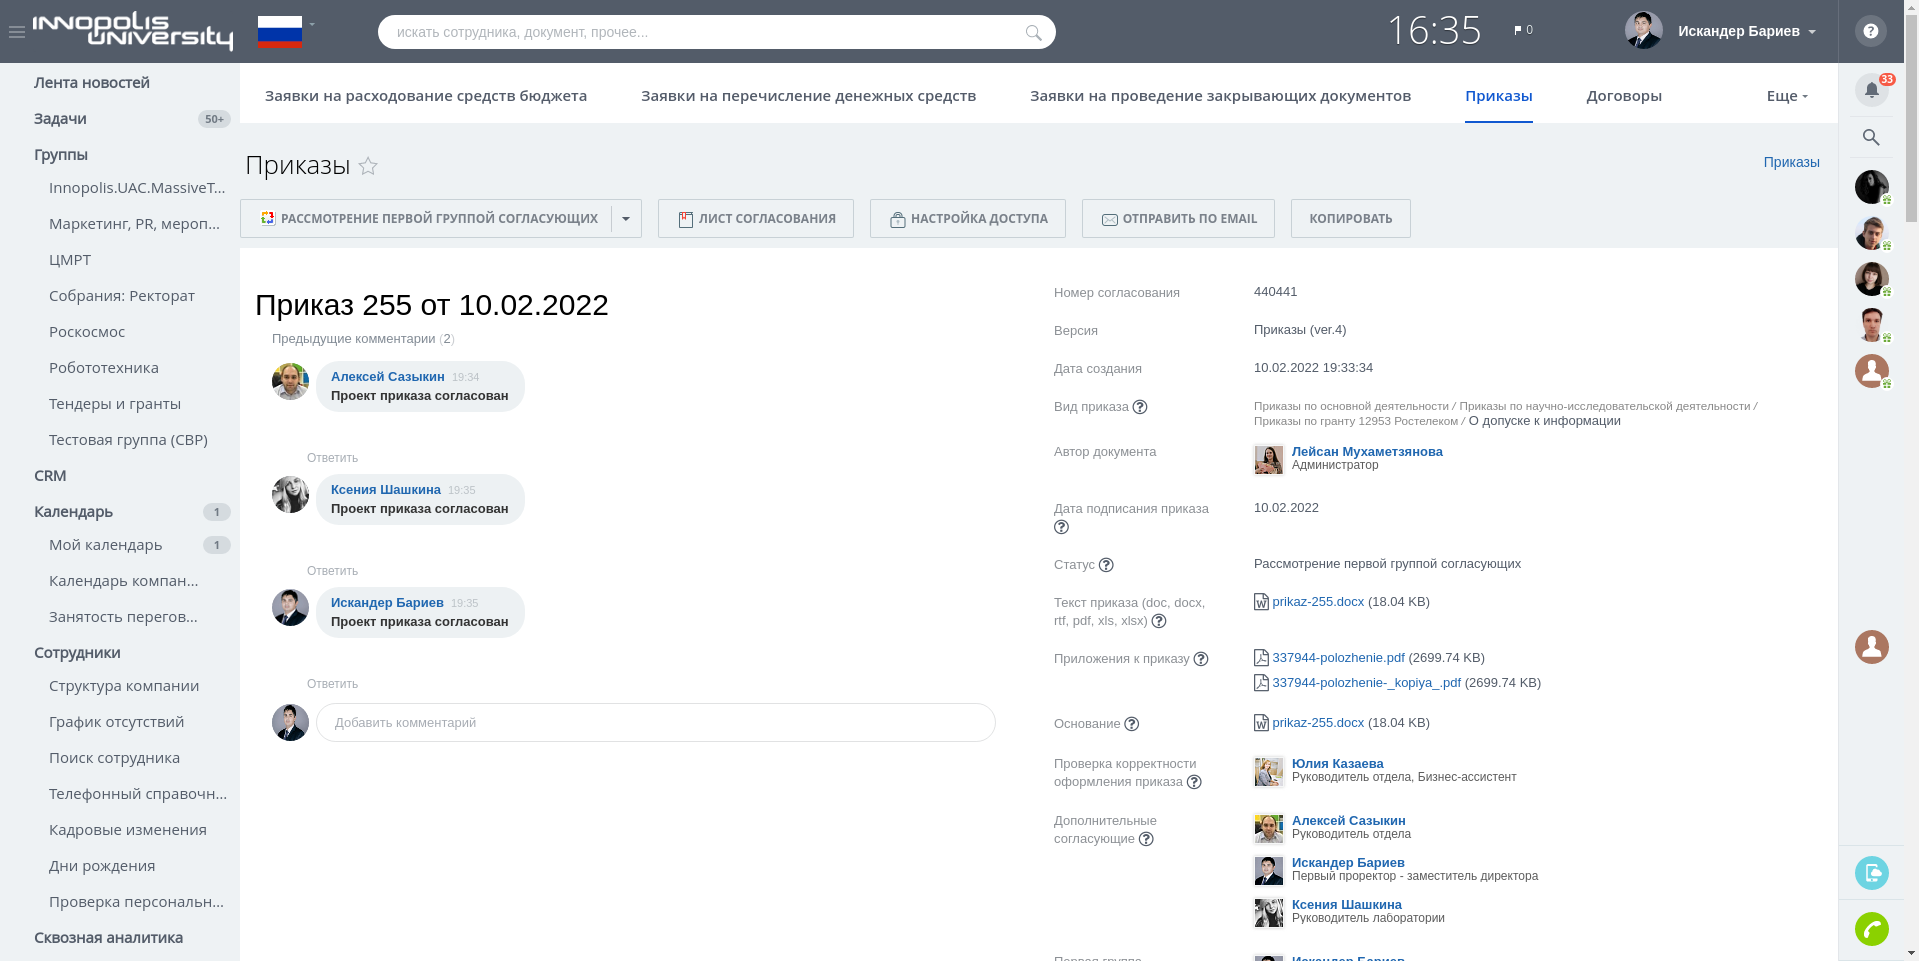 INNOPOLIS
UNIVERSITY
искать сотрудника, документ, прочее...
16:35
0
Искандер Бариев
?
Лента новостей
Задачи
50+
Группы
Innopolis.UAC.MassiveT...
Маркетинг, PR, мероп...
ЦМРТ
Собрания: Ректорат
Роскосмос
Робототехника
Тендеры и гранты
Тестовая группа (СВР)
CRM
Календарь
1
Мой календарь
1
Календарь компан...
Занятость перегов...
Сотрудники
Структура компании
График отсутствий
Поиск сотрудника
Телефонный справочн...
Кадровые изменения
Дни рождения
Проверка персональн...
Сквозная аналитика
Заявки на расходование средств бюджета
Заявки на перечисление денежных средств
Заявки на проведение закрывающих документов
Приказы
Договоры
Еще
33
Приказы
Приказы
РАССМОТРЕНИЕ ПЕРВОЙ ГРУППОЙ СОГЛАСУЮЩИХ
ЛИСТ СОГЛАСОВАНИЯ
НАСТРОЙКА ДОСТУПА
ОТПРАВИТЬ ПО EMAIL
КОПИРОВАТЬ
Приказ 255 от 10.02.2022
Предыдущие комментарии (2)
Алексей Сазыкин 19:34
Проект приказа согласован
Ответить
Ксения Шашкина 19:35
Проект приказа согласован
Ответить
Искандер Бариев 19:35
Проект приказа согласован
Ответить
Добавить комментарий
Номер согласования
440441
Версия
Приказы (ver.4)
Дата создания
10.02.2022 19:33:34
Вид приказа ?
Приказы по основной деятельности / Приказы по научно-исследовательской деятельности /
Приказы по гранту 12953 Ростелеком / О допуске к информации
Автор документа
Лейсан Мухаметзянова
Администратор
Дата подписания приказа
?
10.02.2022
Статус ?
Рассмотрение первой группой согласующих
Текст приказа (doc, docx,
rtf, pdf, xls, xlsx) ?
prikaz-255.docx (18.04 KB)
Приложения к приказу ?
337944-polozhenie.pdf (2699.74 KB)
337944-polozhenie-_kopiya_.pdf (2699.74 KB)
Основание ?
prikaz-255.docx (18.04 KB)
Проверка корректности
оформления приказа ?
Юлия Казаева
Руководитель отдела, Бизнес-ассистент
Дополнительные
согласующие ?
Алексей Сазыкин
Руководитель отдела
Искандер Бариев
Первый проректор - заместитель директора
Ксения Шашкина
Руководитель лаборатории
Первая группа
Искандер Бариев